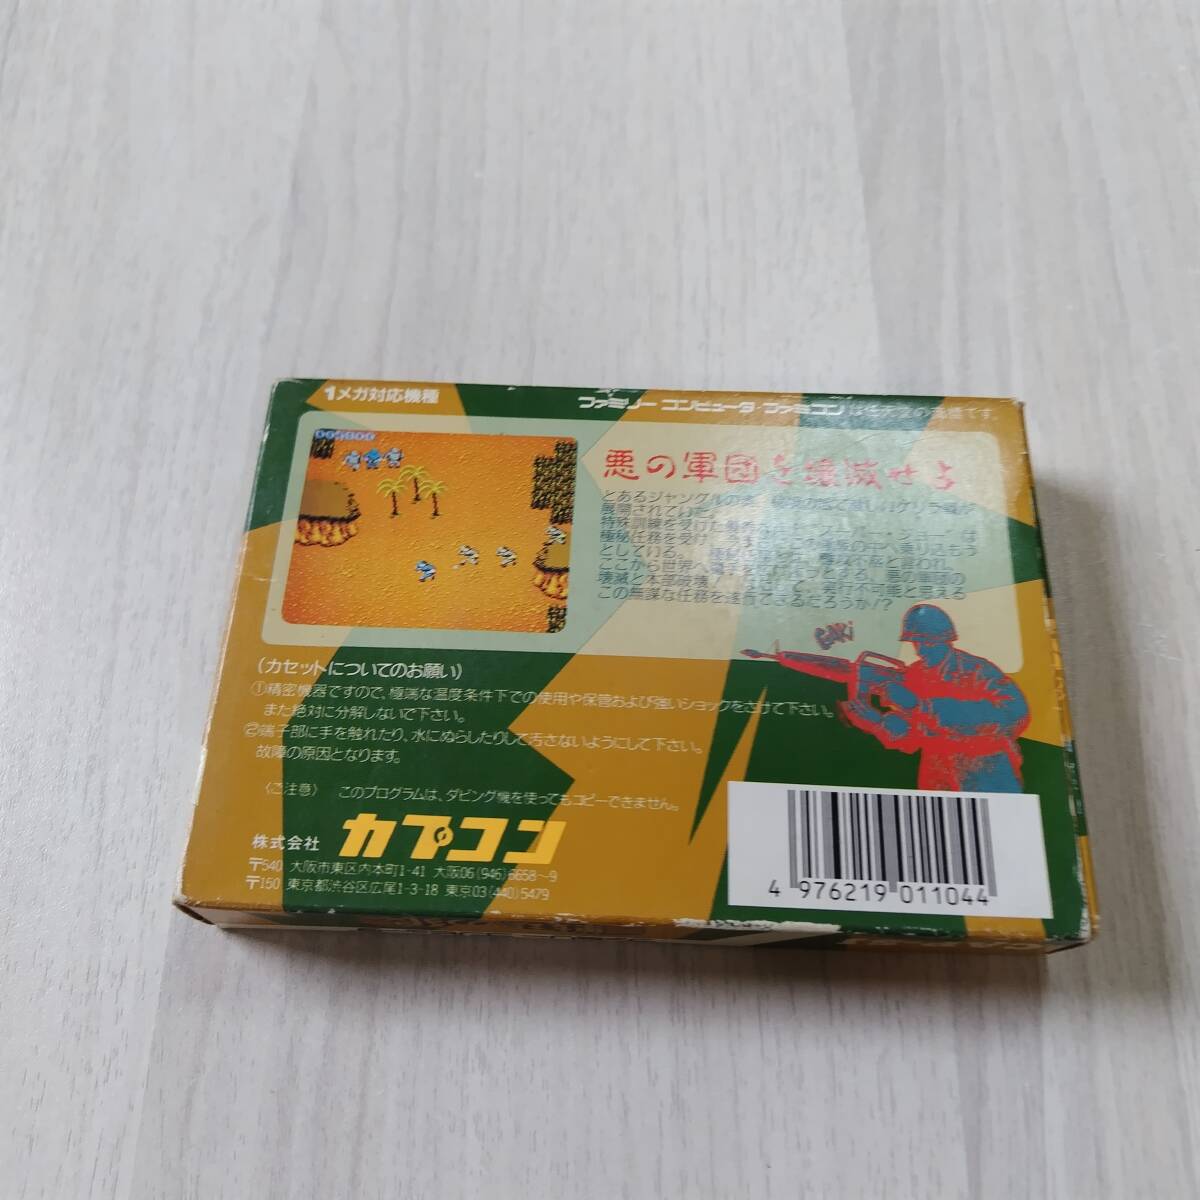 1メガ対応機種
ファミリーコンピュータ ファミコンは任天堂の商標です。
悪の軍団を壊滅せよ
とあるジャングルの
展開されていた。
特殊訓練を受けた
極秘任務を受け、
としている。
ここから世界へ
壊滅と本部破壊!
この無謀な任務を遂行できるだろうか!?
BAKi
(カセットについてのお願い)
①精密機器ですので、極端な温度条件下での使用や保管および強いショックをさけて下さい。
また絶対に分解しないで下さい。
②端子部に手を触れたり、水にぬらしたりして汚さないようにして下さい。
故障の原因となります。
〈ご注意〉 このプログラムは、ダビング機を使ってもコピーできません。
株式会社 カプコン
〒540 大阪市東区内本町1-41 大阪06(946)6658~9
〒150 東京都渋谷区広尾1-3-18 東京03(440)5479
4 976219 011044